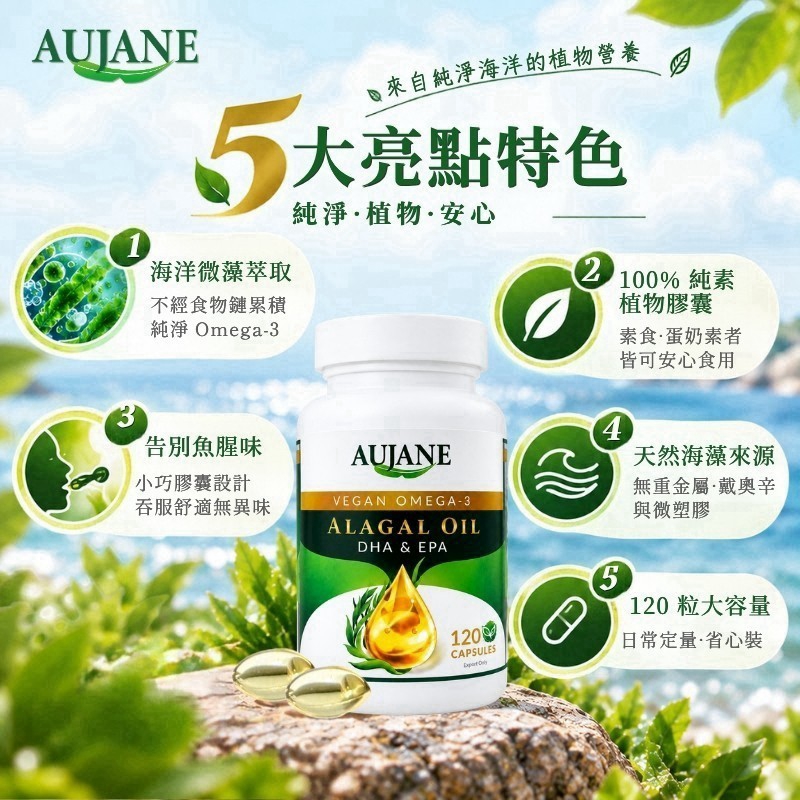 AUJANE
來自純淨海洋的植物營養
5大亮點特色
純淨·植物·安心
1
海洋微藻萃取
不經食物鏈累積
純淨 Omega-3
2
100% 純素
植物膠囊
素食·蛋奶素者
皆可安心食用
3
告別魚腥味
小巧膠囊設計
吞服舒適無異味
4
天然海藻來源
無重金屬·戴奧辛
與微塑膠
5
120 粒大容量
日常定量·省心裝
AUJANE
VEGAN OMEGA-3
ALAGAL OIL
DHA & EPA
120
CAPSULES
Export Only